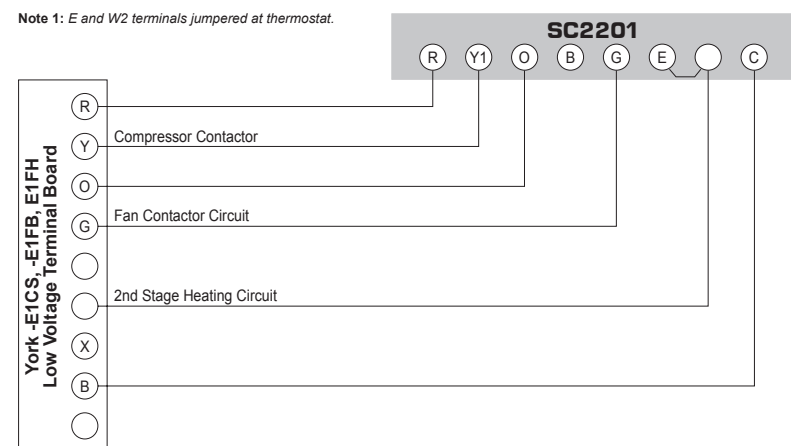 Note 1: E and W2 terminals jumpered at thermostat.
SC2201
R Y1 O B G E C
R
Y
Compressor Contactor
O
G
Fan Contactor Circuit
2nd Stage Heating Circuit
X
B
York -E1CS, -E1FB, E1FH
Low Voltage Terminal Board